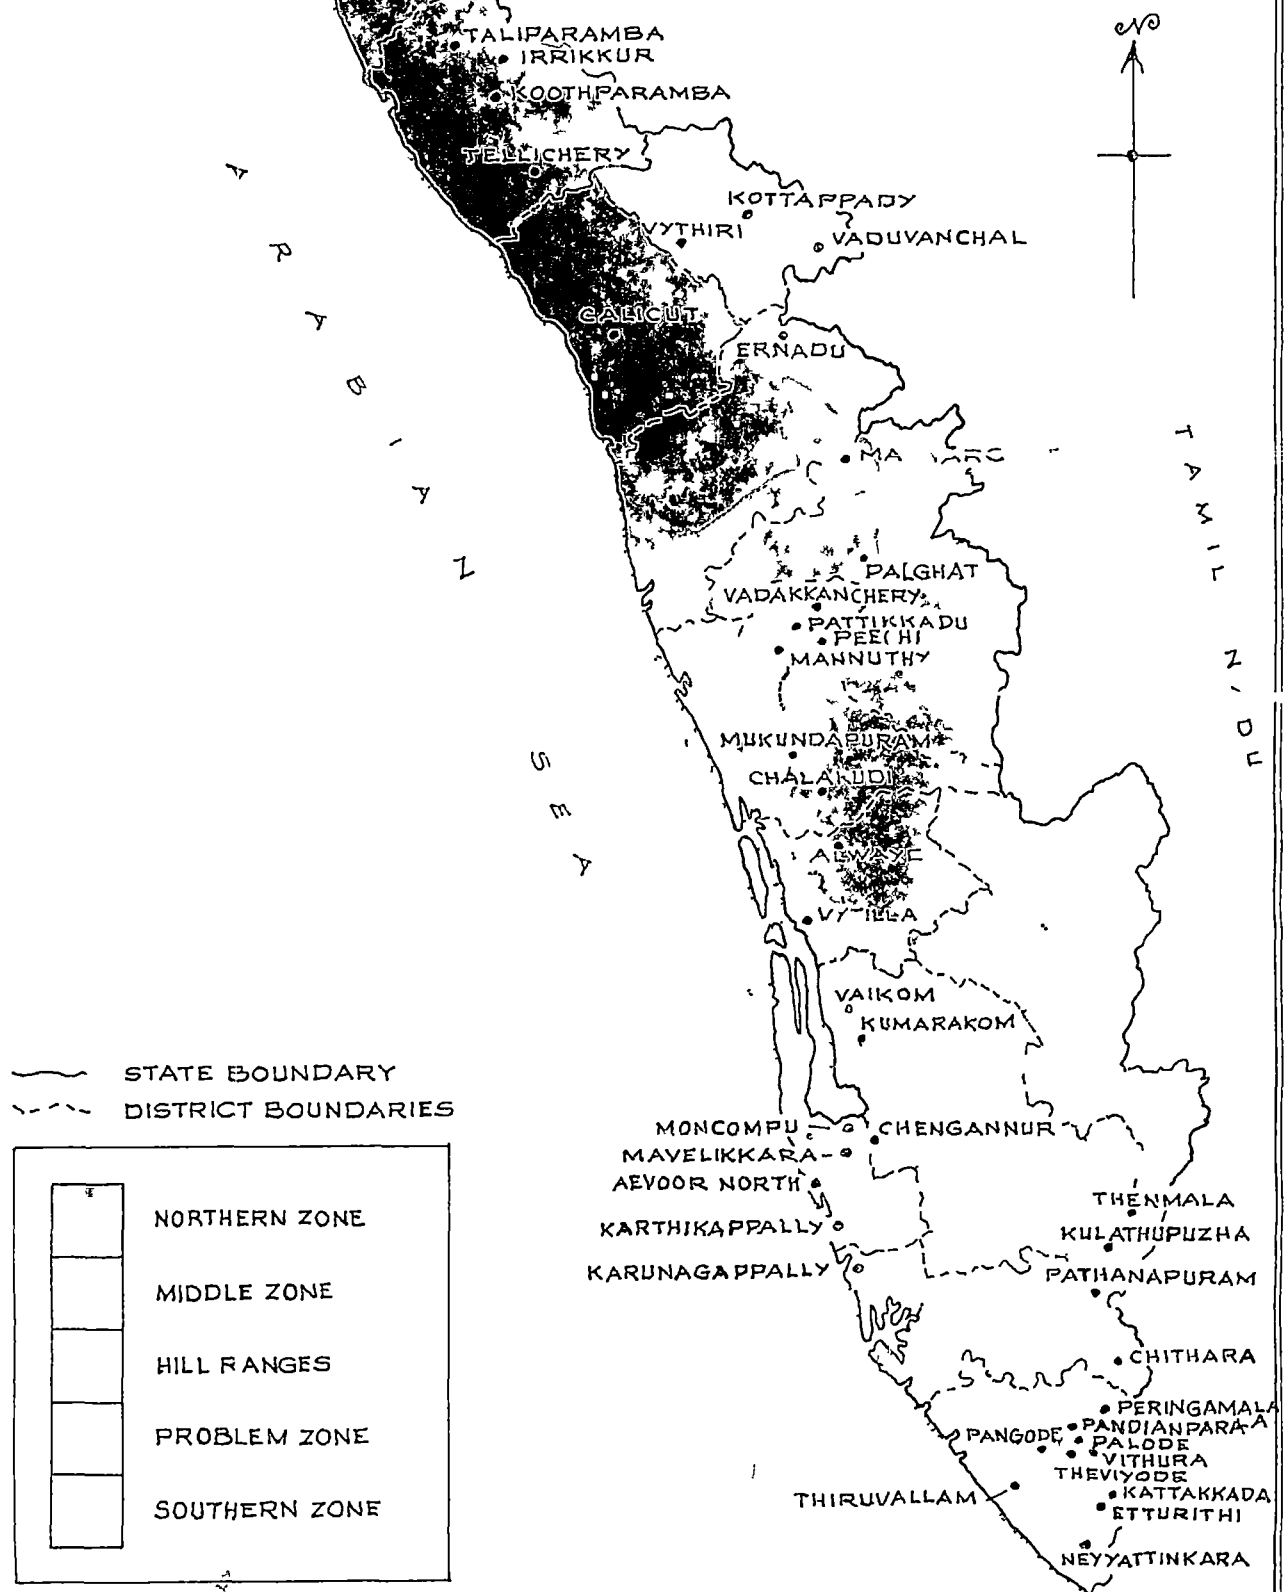 N
TALIPARAMBA
IRRIKKUR
KOOTHPARAMBA
TELLICHERY
KOTTAPPADY
VYTHIRI
VADUVANCHAL
CALICUT
ERNADU
ARABIAN SEA
PALGHAT
VADAKKANCHERY
PATTIKKADU
PEECHI
MANNUTHY
MUKUNDAPURAM
CHALAKUDI
ALWAYE
VAIKOM
KUMARAKOM
STATE BOUNDARY
DISTRICT BOUNDARIES
MONCOMPU
CHENGANNUR
MAVELIKKARA
AEVOOR NORTH
THENMALA
KARTHIKAPPALLY
KULATHUPUZHA
KARUNAGAPPALLY
PATHANAPURAM
NORTHERN ZONE
MIDDLE ZONE
HILL RANGES
PROBLEM ZONE
SOUTHERN ZONE
CHITHARA
PERINGAMALA
PANDIANPARA
PANGODE
PALODE
VITHURA
THEVIYODE
THIRUVALLAM
KATTAKKADA
ETTURITHI
NEYYATTINKARA